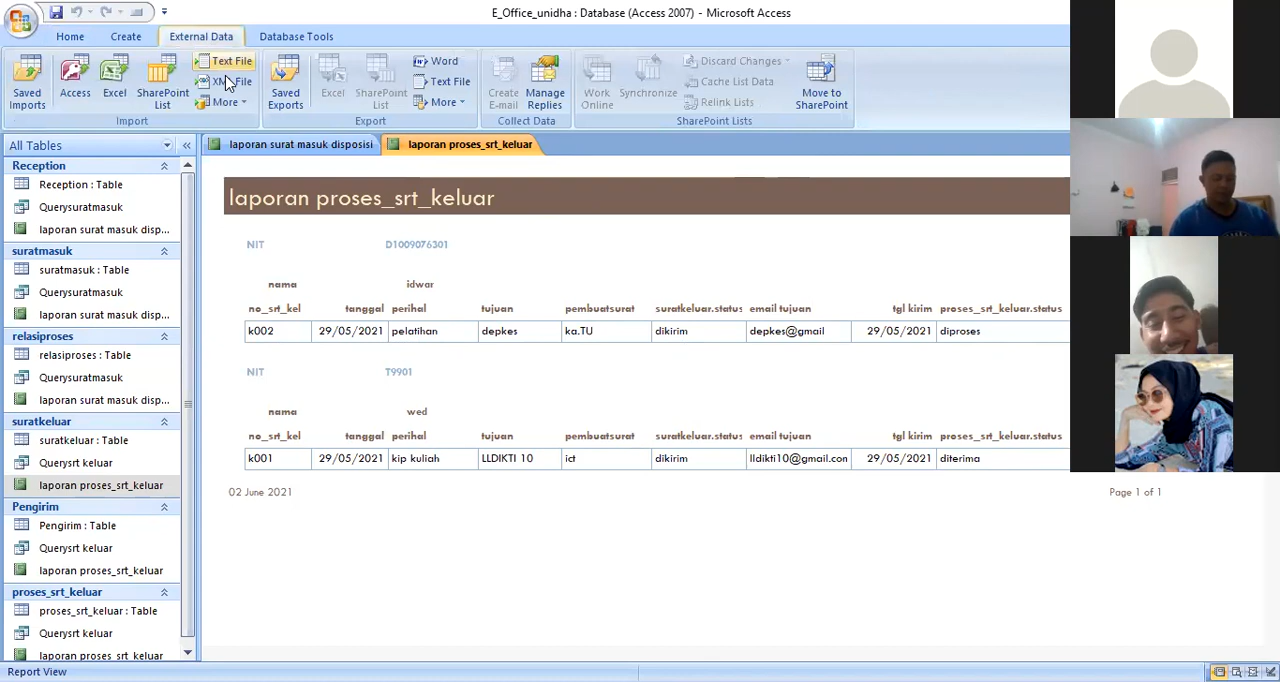 E_Office_unidha : Database (Access 2007) - Microsoft Access
Home Create External Data Database Tools
Saved Imports
Access
Excel
SharePoint List
Text File
XML File
More
Import
Saved Exports
Excel
SharePoint List
Word
Text File
More
Export
Create E-mail
Manage Replies
Collect Data
Work Online
Synchronize
Discard Changes
Cache List Data
Relink Lists
Move to SharePoint
SharePoint Lists
All Tables
Reception
Reception : Table
Querysuratmasuk
laporan surat masuk disp...
suratmasuk
suratmasuk : Table
Querysuratmasuk
laporan surat masuk disp...
relasiproses
relasiproses : Table
Querysuratmasuk
laporan surat masuk disp...
suratkeluar
suratkeluar : Table
Querysrt keluar
laporan proses_srt_keluar
Pengirim
Pengirim : Table
Querysrt keluar
laporan proses_srt_keluar
proses_srt_keluar
proses_srt_keluar : Table
Querysrt keluar
laporan proses_srt_keluar
laporan surat masuk disposisi laporan proses_srt_keluar
laporan proses_srt_keluar
NIT D1009076301
nama idwar
no_srt_kel tanggal perihal tujuan pembuatsurat suratkeluar.status email tujuan tgl kirim proses_srt_keluar.status
k002 29/05/2021 pelatihan depkes ka.TU dikirim depkes@gmail 29/05/2021 diproses
NIT T9901
nama wed
no_srt_kel tanggal perihal tujuan pembuatsurat suratkeluar.status email tujuan tgl kirim proses_srt_keluar.status
k001 29/05/2021 kip kuliah LLDIKTI 10 ict dikirim lldikti10@gmail.con 29/05/2021 diterima
02 June 2021 Page 1 of 1
Report View